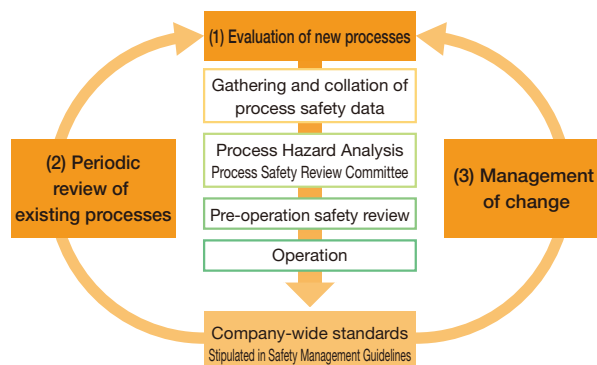 (1) Evaluation of new processes
Gathering and collation of
process safety data
Process Hazard Analysis
Process Safety Review Committee
Pre-operation safety review
Operation
Company-wide standards
Stipulated in Safety Management Guidelines
(2) Periodic
review of
existing processes
(3) Management
of change